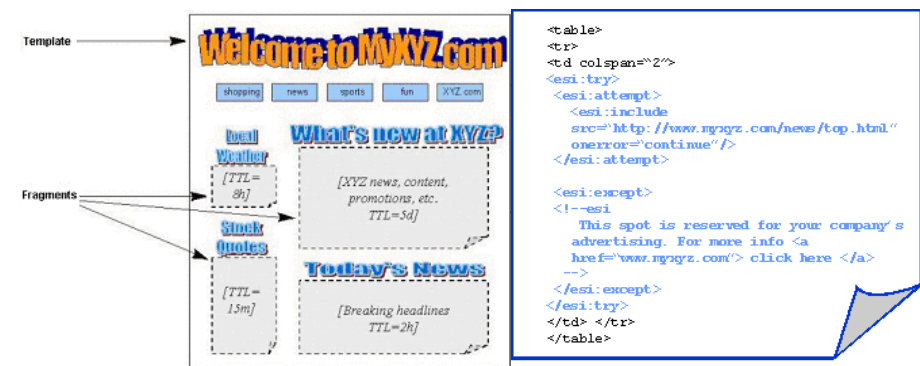 Template
Welcome to MyXYZ.com
shopping news sports fun XYZ.com
Local
Weather
[TTL=
8h]
What's new at XYZ?
[XYZ news, content,
promotions, etc.
TTL=5d]
Fragments
Stock
Quotes
[TTL=
15m]
Today's News
[Breaking headlines
TTL=2h]
<table>
<tr>
<td colspan="2">
<esi:try>
<esi:attempt>
<esi:include
src="http://www.myxyz.com/news/top.html"
onerror="continue"/>
</esi:attempt>
<esi:except>
<!--esi
This spot is reserved for your company's
advertising. For more info <a
href="www.myxyz.com"> click here </a>
-->
</esi:except>
</esi:try>
</td> </tr>
</table>